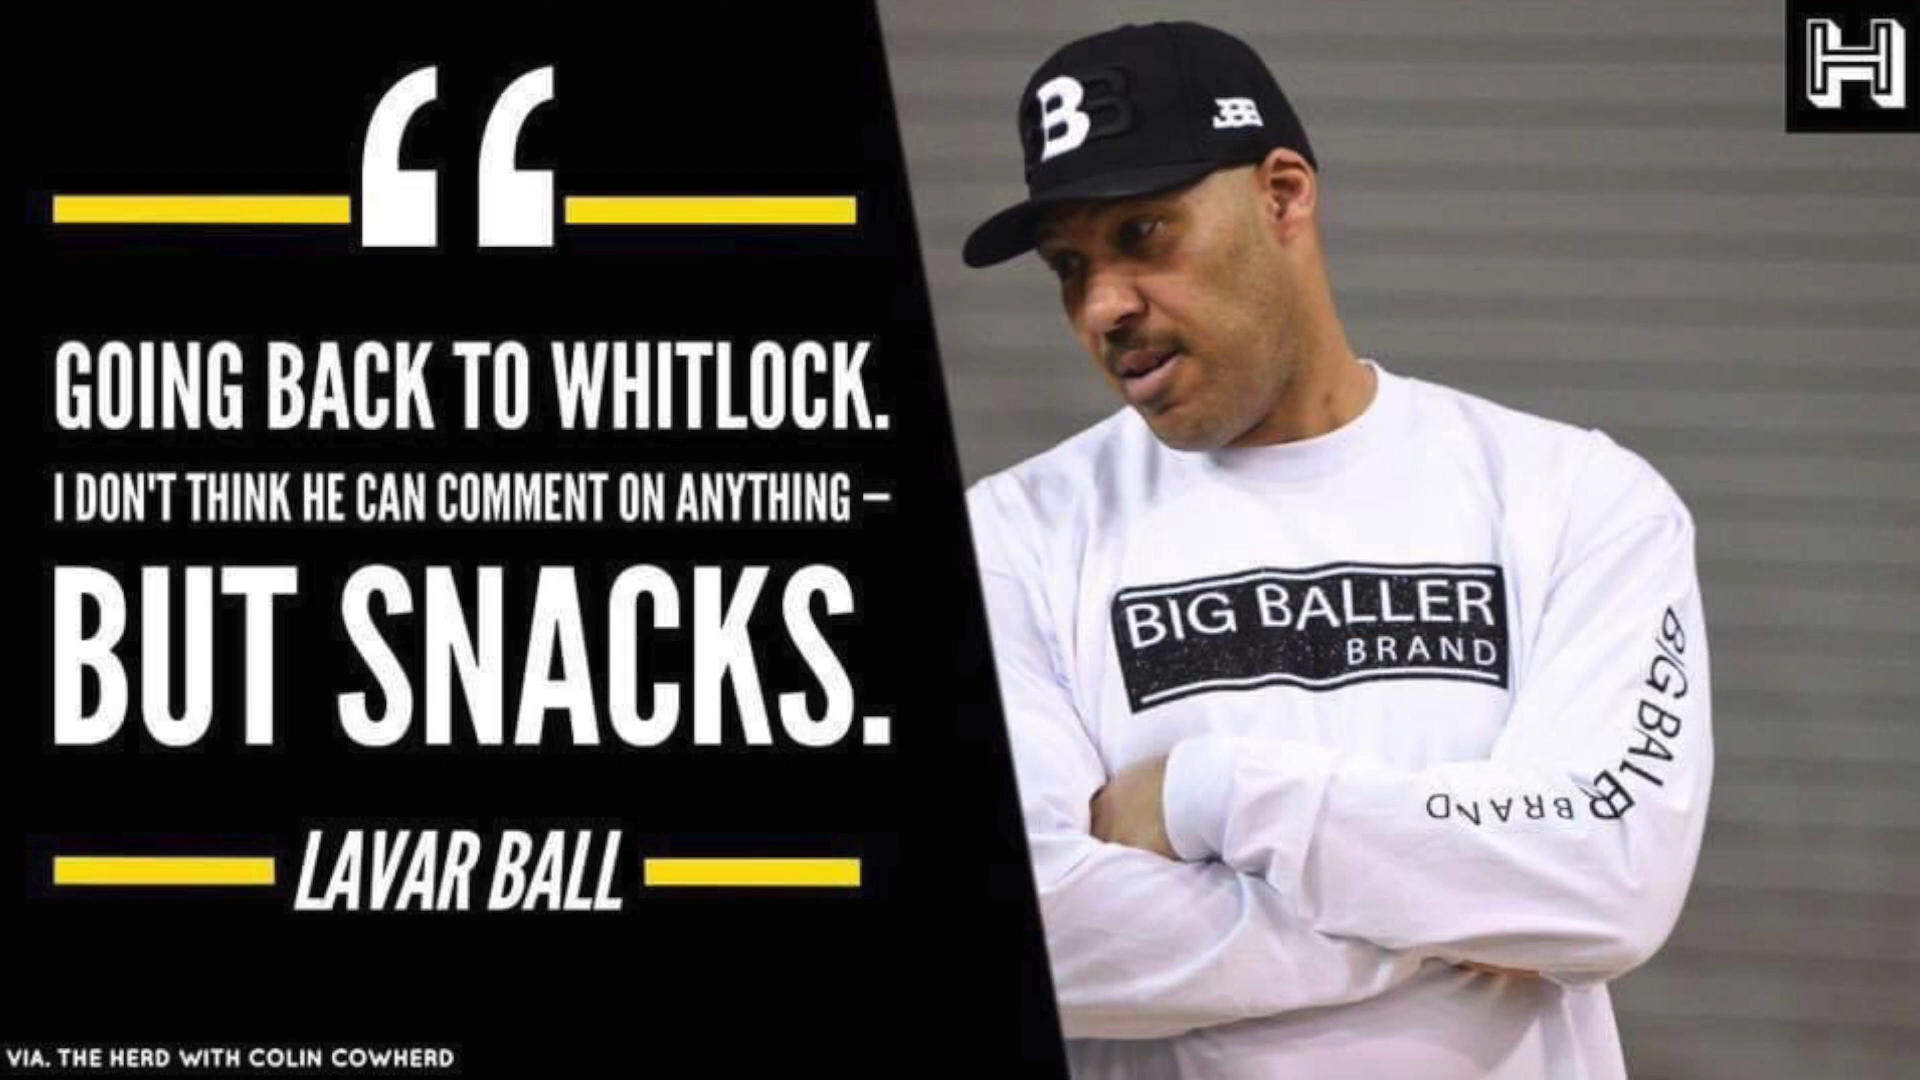 “
GOING BACK TO WHITLOCK.
I DON'T THINK HE CAN COMMENT ON ANYTHING –
BUT SNACKS.
LAVAR BALL
VIA. THE HERD WITH COLIN COWHERD
H
B B
BBB
BIG BALLER
BRAND
BIG BALLER
BRAND